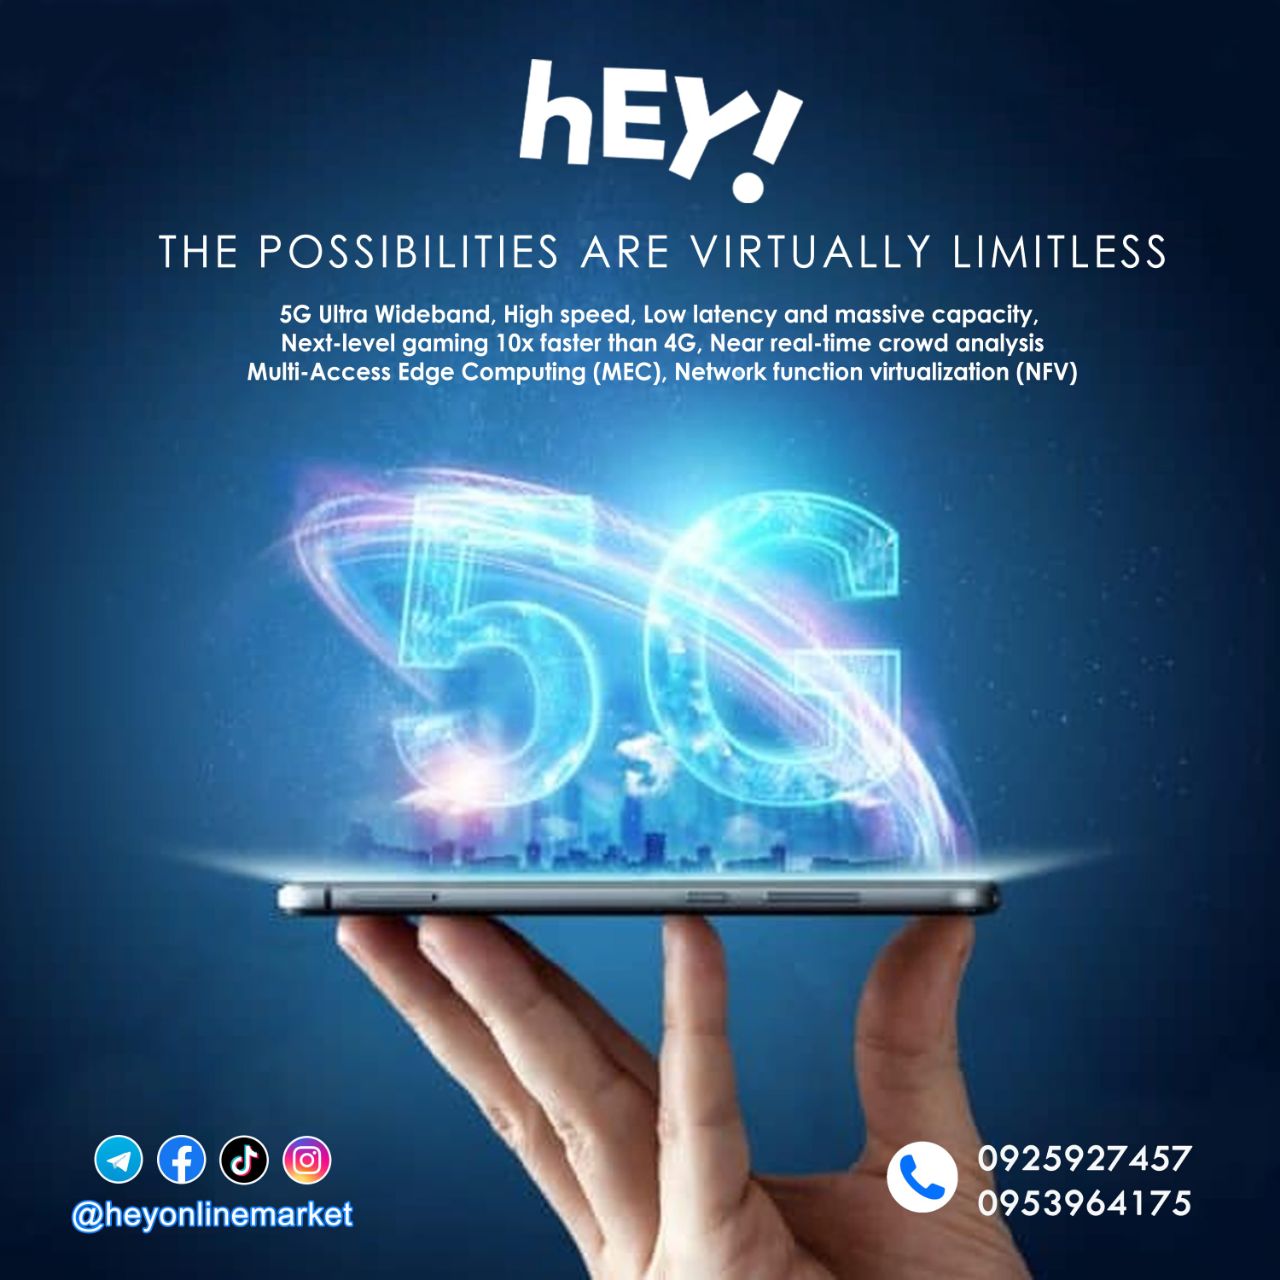 hEY!
THE POSSIBILITIES ARE VIRTUALLY LIMITLESS
5G Ultra Wideband, High speed, Low latency and massive capacity,
Next-level gaming 10x faster than 4G, Near real-time crowd analysis
Multi-Access Edge Computing (MEC), Network function virtualization (NFV)
5G
@heyonlinemarket
0925927457
0953964175